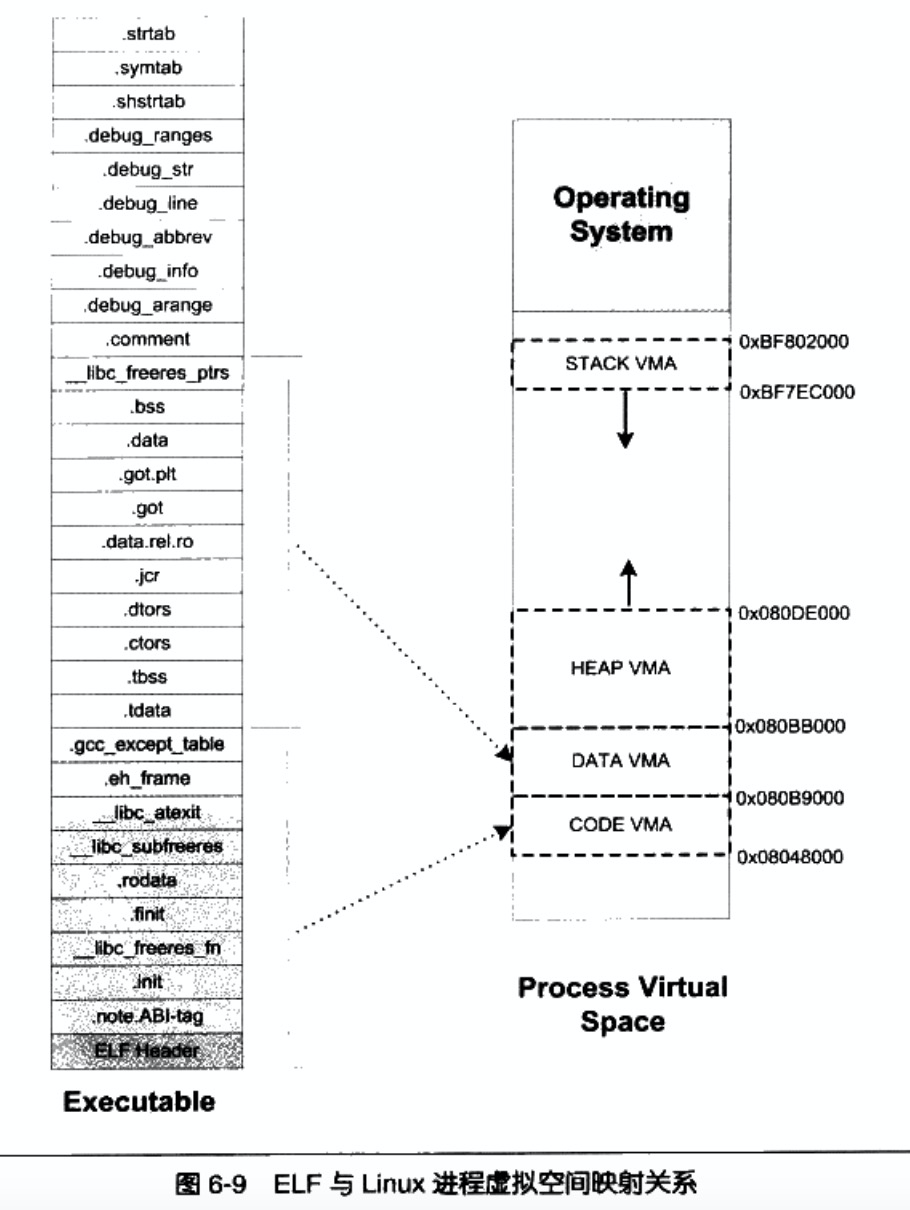 .strtab
.symtab
.shstrtab
.debug_ranges
.debug_str
.debug_line
.debug_abbrev
.debug_info
.debug_arange
.comment
__libc_freeres_ptrs
.bss
.data
.got.plt
.got
.data.rel.ro
.jcr
.dtors
.ctors
.tbss
.tdata
.gcc_except_table
.eh_frame
__libc_atexit
__libc_subfreeres
.rodata
.finit
__libc_freeres_fn
.init
.note.ABI-tag
ELF Header
Executable
Operating
System
0xBF802000
STACK VMA
0xBF7EC000
0x080DE000
HEAP VMA
0x080BB000
DATA VMA
0x080B9000
CODE VMA
0x08048000
Process Virtual
Space
图 6-9 ELF 与 Linux 进程虚拟空间映射关系